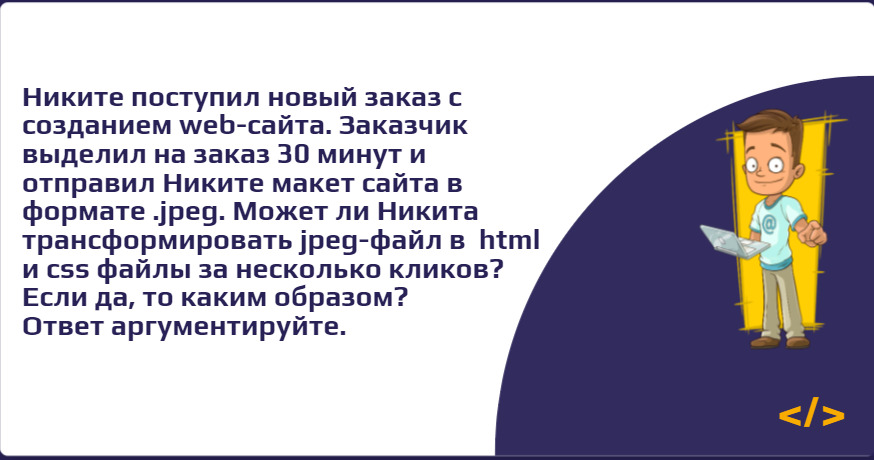 Никите поступил новый заказ с
созданием web-сайта. Заказчик
выделил на заказ 30 минут и
отправил Никите макет сайта в
формате .jpeg. Может ли Никита
трансформировать jpeg-файл в html
и css файлы за несколько кликов?
Если да, то каким образом?
Ответ аргументируйте.
@
</>